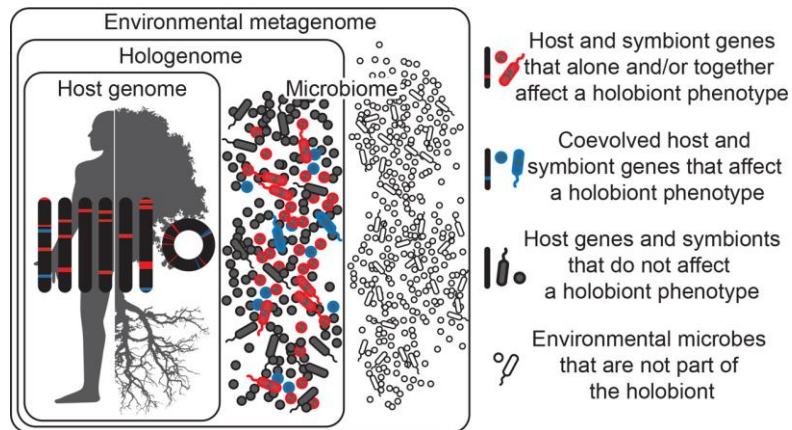 Environmental metagenome
Hologenome
Host genome
Microbiome
Host and symbiont genes
that alone and/or together
affect a holobiont phenotype
Coevolved host and
symbiont genes that affect
a holobiont phenotype
Host genes and symbionts
that do not affect
a holobiont phenotype
Environmental microbes
that are not part of
the holobiont